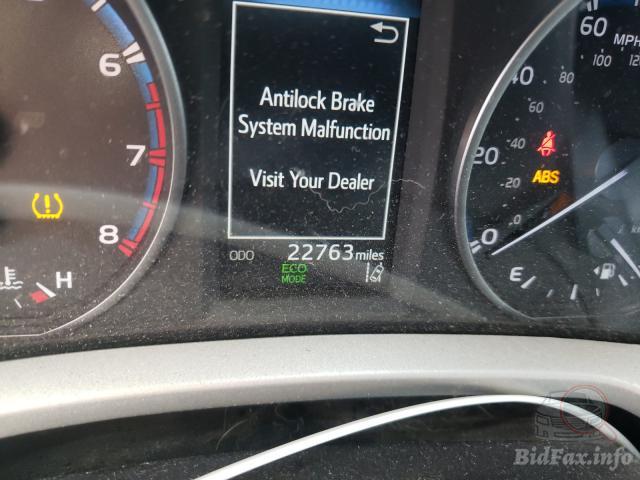 60
MPH
100 120
6
Antilock Brake
System Malfunction
Visit Your Dealer
40
80
60
7
20
40
20
ABS
8
0
0
ODO 22763 miles
H
ECO
MODE
E
BidFax.info